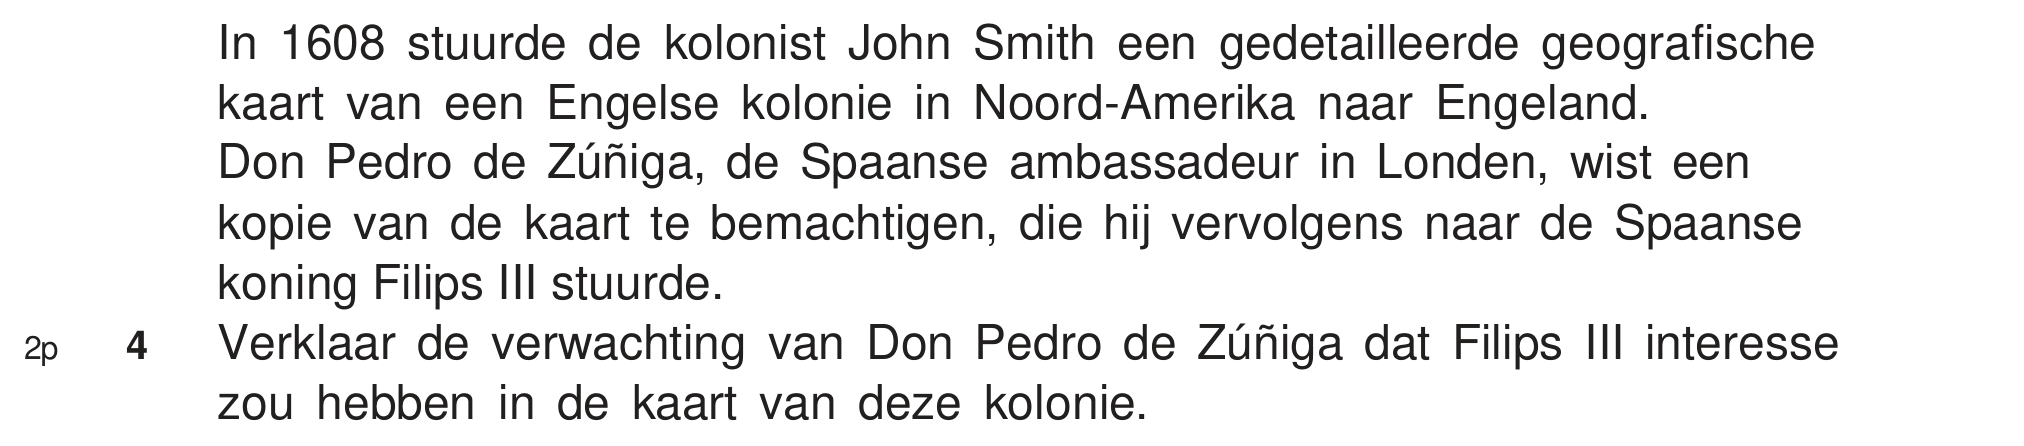 In 1608 stuurde de kolonist John Smith een gedetailleerde geografische
kaart van een Engelse kolonie in Noord-Amerika naar Engeland.
Don Pedro de Zúñiga, de Spaanse ambassadeur in Londen, wist een
kopie van de kaart te bemachtigen, die hij vervolgens naar de Spaanse
koning Filips III stuurde.
2p 4 Verklaar de verwachting van Don Pedro de Zúñiga dat Filips III interesse
zou hebben in de kaart van deze kolonie.